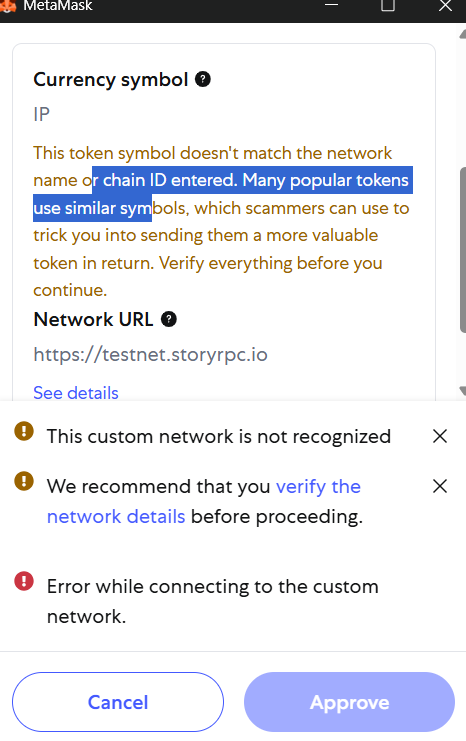 MetaMask
Currency symbol ?
IP
This token symbol doesn't match the network
name or chain ID entered. Many popular tokens
use similar symbols, which scammers can use to
trick you into sending them a more valuable
token in return. Verify everything before you
continue.
Network URL ?
https://testnet.storyrpc.io
See details
This custom network is not recognized
We recommend that you verify the
network details before proceeding.
Error while connecting to the custom
network.
Cancel
Approve